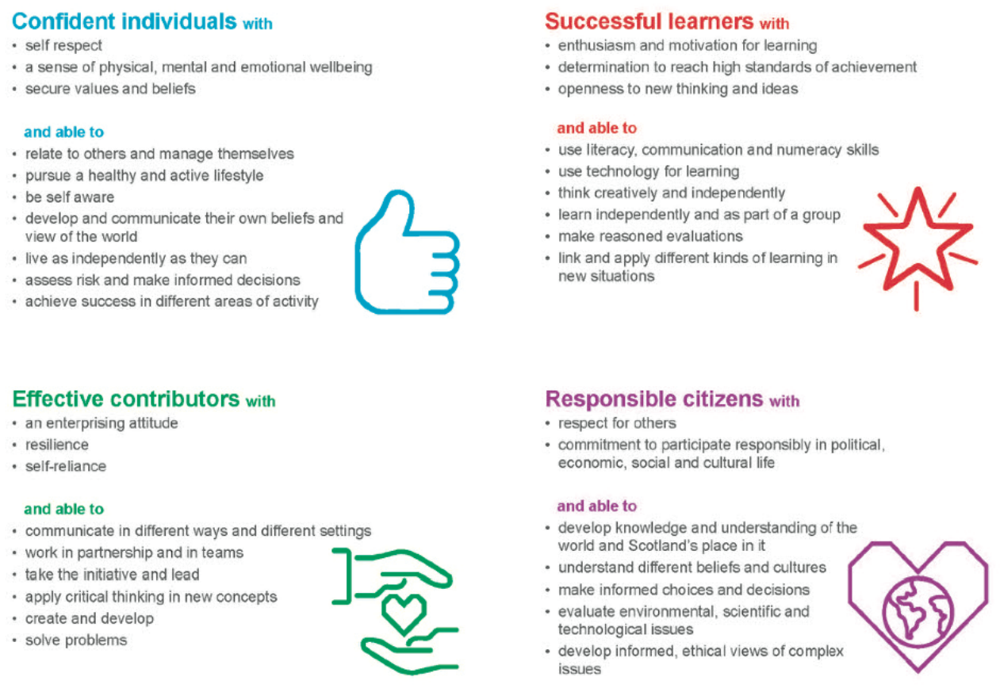 Confident individuals with
• self respect
• a sense of physical, mental and emotional wellbeing
• secure values and beliefs
and able to
• relate to others and manage themselves
• pursue a healthy and active lifestyle
• be self aware
• develop and communicate their own beliefs and
view of the world
• live as independently as they can
• assess risk and make informed decisions
• achieve success in different areas of activity
Successful learners with
• enthusiasm and motivation for learning
• determination to reach high standards of achievement
• openness to new thinking and ideas
and able to
• use literacy, communication and numeracy skills
• use technology for learning
• think creatively and independently
• learn independently and as part of a group
• make reasoned evaluations
• link and apply different kinds of learning in
new situations
Effective contributors with
• an enterprising attitude
• resilience
• self-reliance
and able to
• communicate in different ways and different settings
• work in partnership and in teams
• take the initiative and lead
• apply critical thinking in new concepts
• create and develop
• solve problems
Responsible citizens with
• respect for others
• commitment to participate responsibly in political,
economic, social and cultural life
and able to
• develop knowledge and understanding of the
world and Scotland's place in it
• understand different beliefs and cultures
• make informed choices and decisions
• evaluate environmental, scientific and
technological issues
• develop informed, ethical views of complex
issues